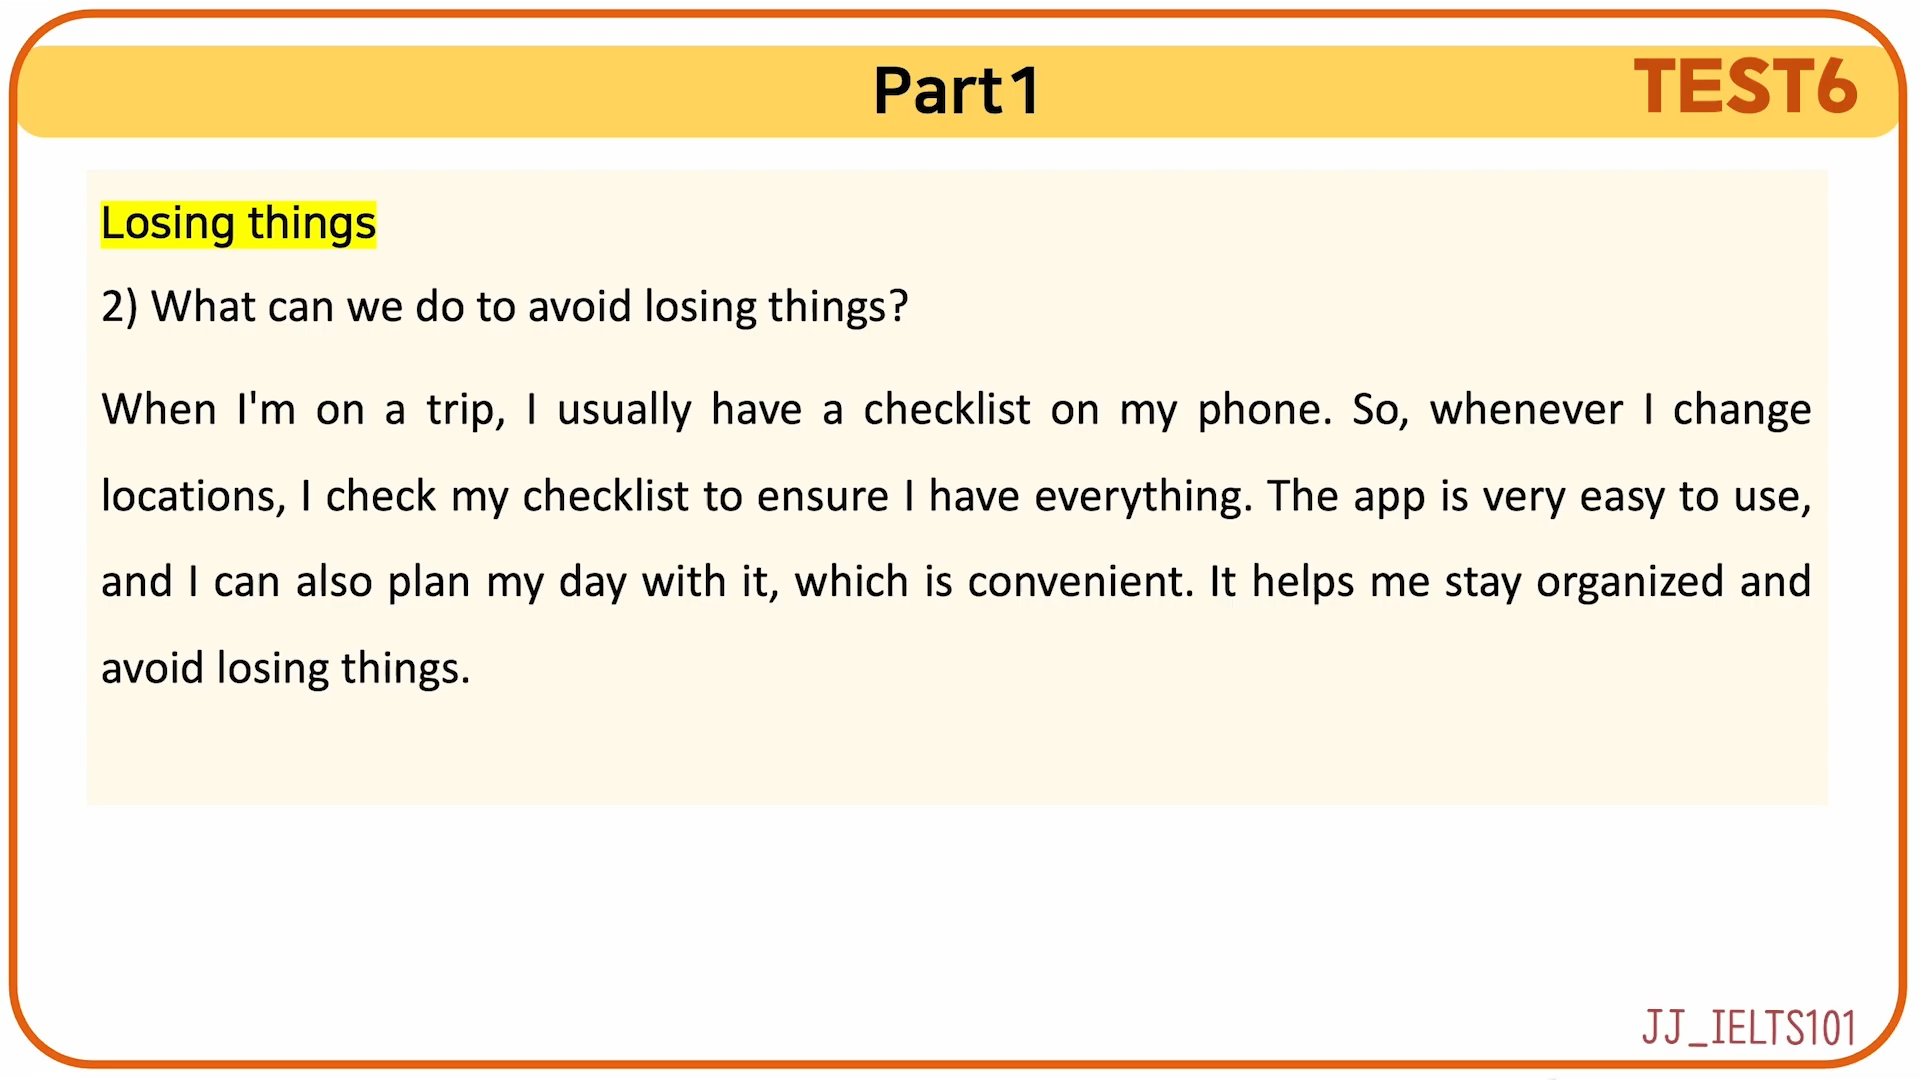 Part1
TEST6
Losing things
2) What can we do to avoid losing things?
When I'm on a trip, I usually have a checklist on my phone. So, whenever I change
locations, I check my checklist to ensure I have everything. The app is very easy to use,
and I can also plan my day with it, which is convenient. It helps me stay organized and
avoid losing things.
JJ_IELTS101